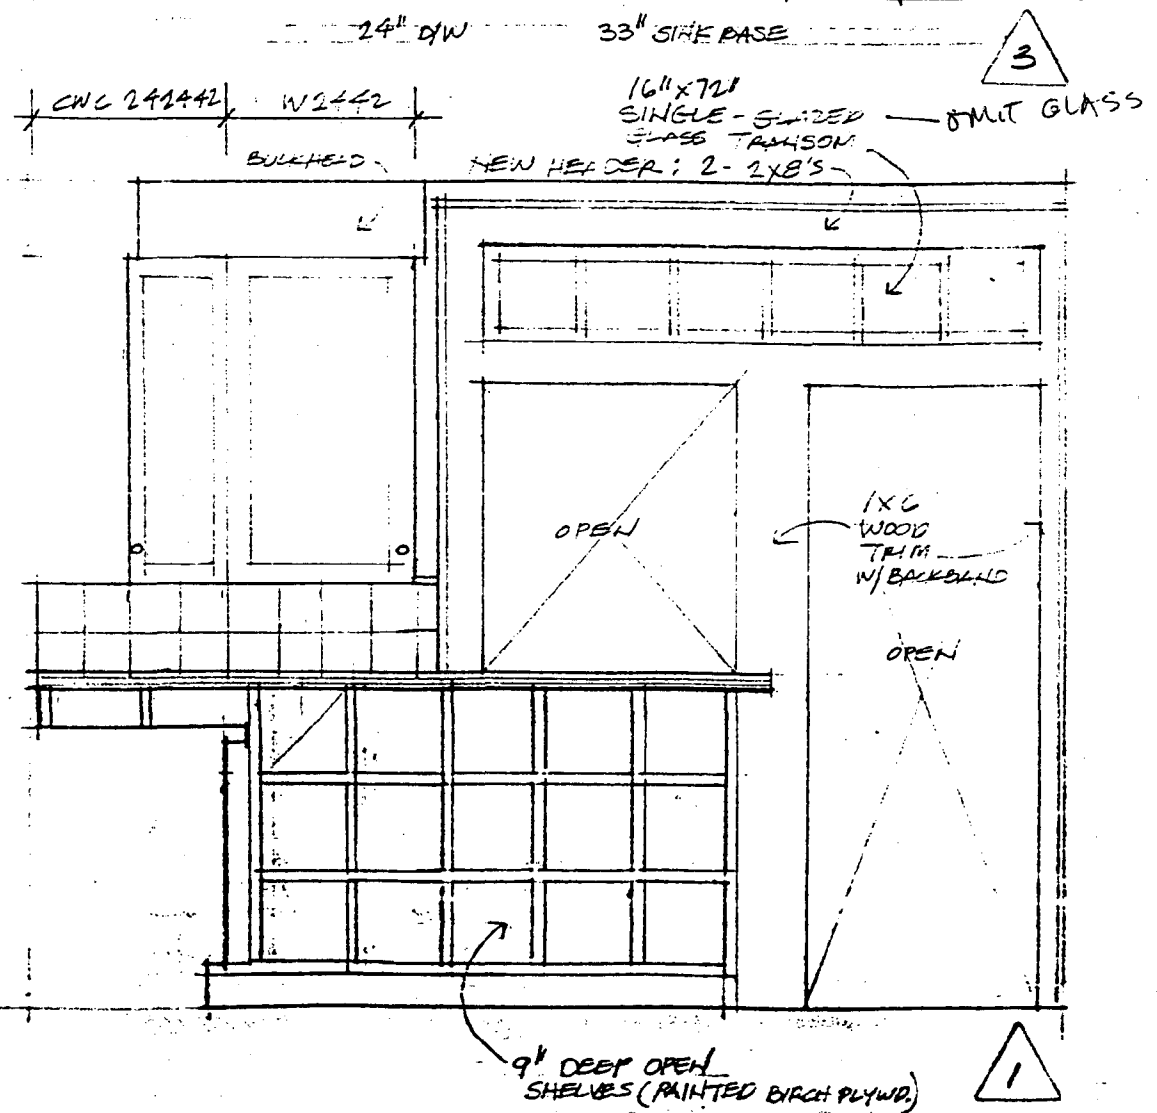 24" D/W
33" SINK BASE
3
CWC 242442
W2442
16"x72"
SINGLE-GLAZED
GLASS TRANSOM
OMIT GLASS
BULKHEAD
NEW HEADER: 2-2X8'S
OPEN
1X6
WOOD
TRIM
W/BACKBAND
OPEN
9" DEEP OPEN
SHELVES (PAINTED BIRCH PLYWD.)
1